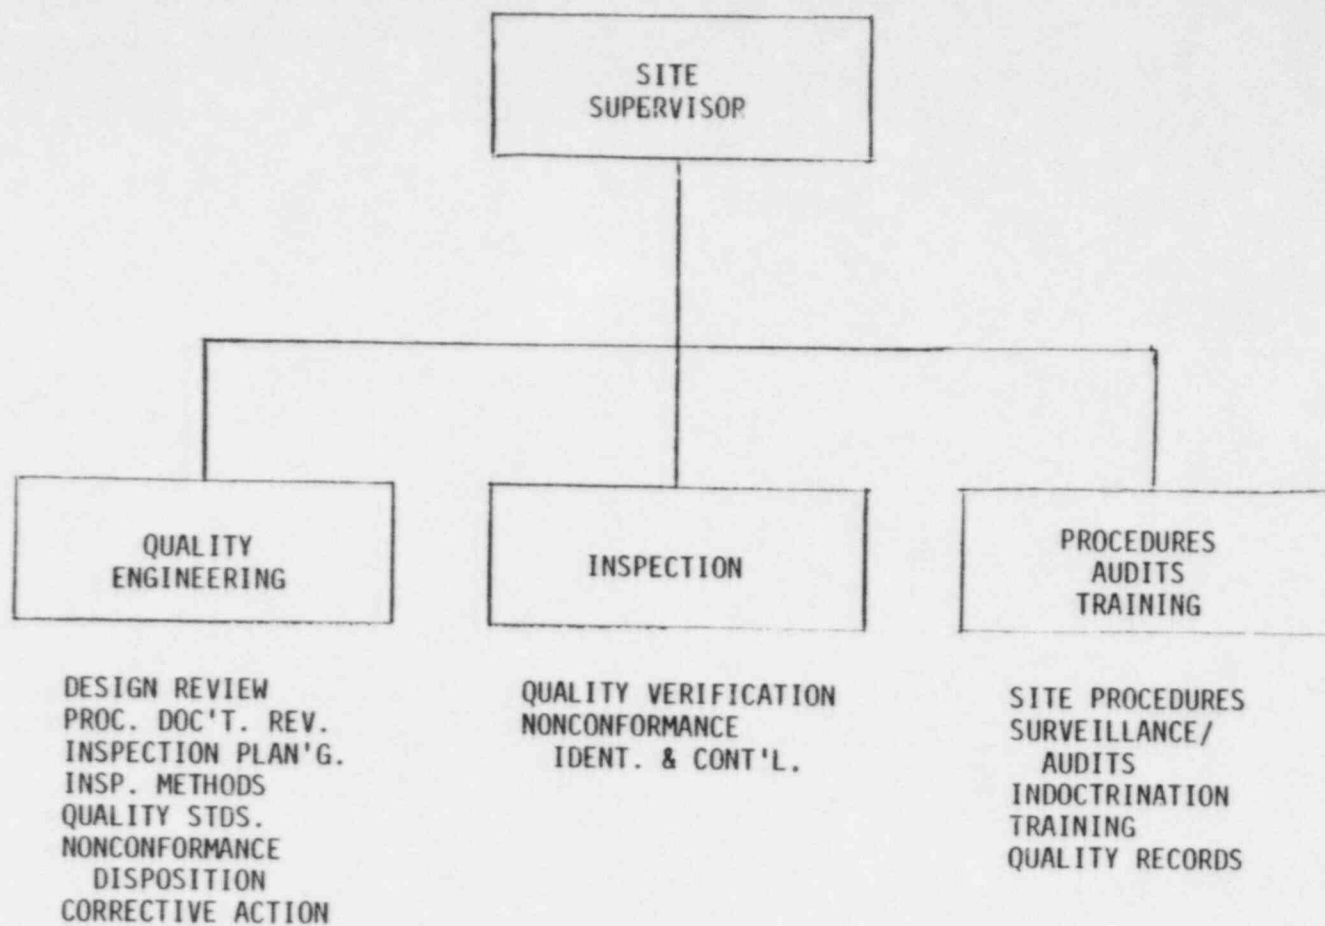 SITE
SUPERVISOR
QUALITY
ENGINEERING
INSPECTION
PROCEDURES
AUDITS
TRAINING
DESIGN REVIEW
PROC. DOC'T. REV.
INSPECTION PLAN'G.
INSP. METHODS
QUALITY STDS.
NONCONFORMANCE
DISPOSITION
CORRECTIVE ACTION
QUALITY VERIFICATION
NONCONFORMANCE
IDENT. & CONT'L.
SITE PROCEDURES
SURVEILLANCE/
AUDITS
INDOCTRINATION
TRAINING
QUALITY RECORDS